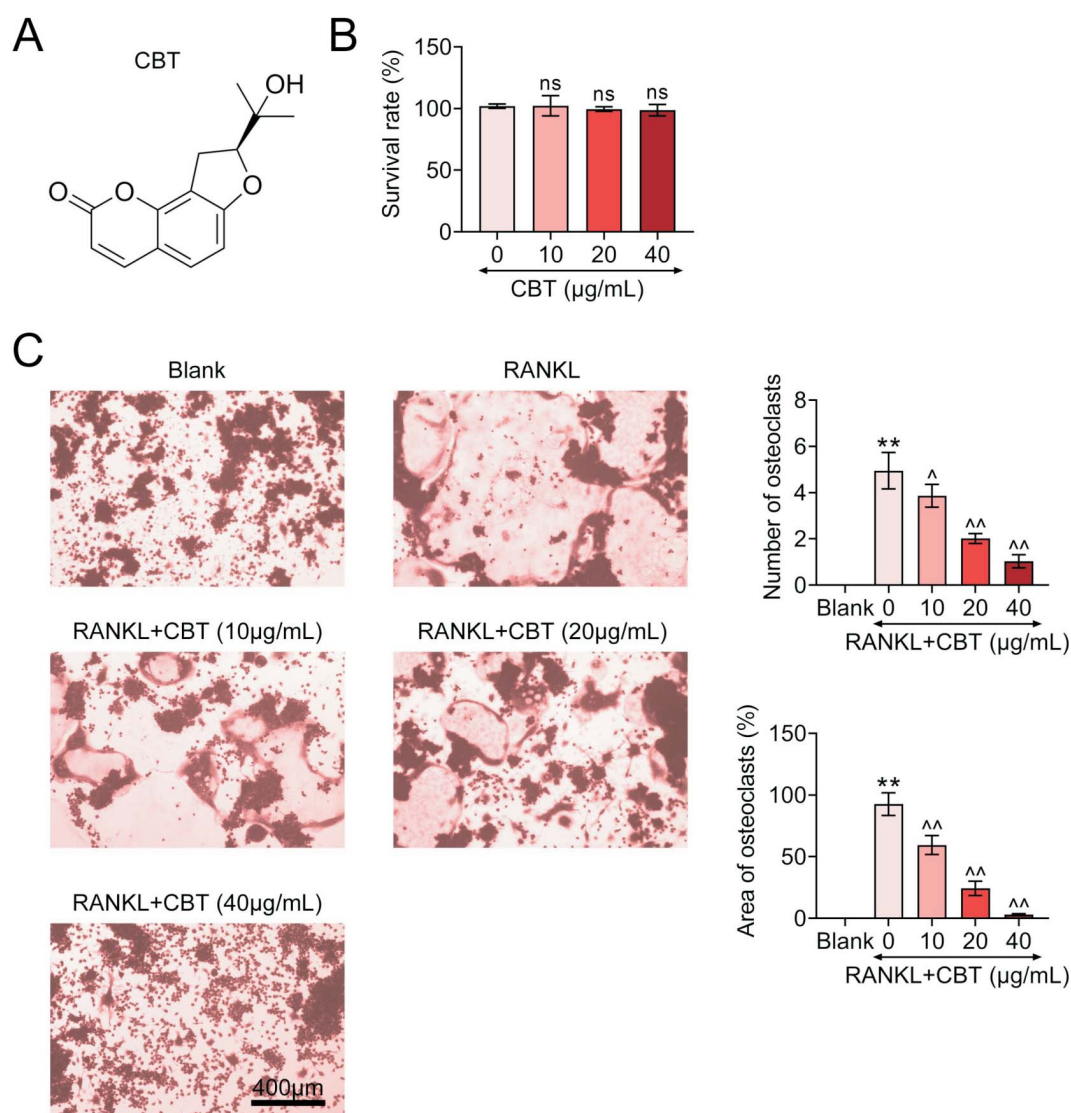 A
CBT
OH
O
O
O
B
Survival rate (%)
150
100
50
0
ns
ns
ns
0 10 20 40
CBT (µg/mL)
C
Blank
RANKL
RANKL+CBT (10µg/mL)
RANKL+CBT (20µg/mL)
RANKL+CBT (40µg/mL)
400µm
Number of osteoclasts
8
6
4
2
0
**
^
^^
^^
Blank 0 10 20 40
RANKL+CBT (µg/mL)
Area of osteoclasts (%)
150
100
50
0
**
^^
^^
^^
Blank 0 10 20 40
RANKL+CBT (µg/mL)